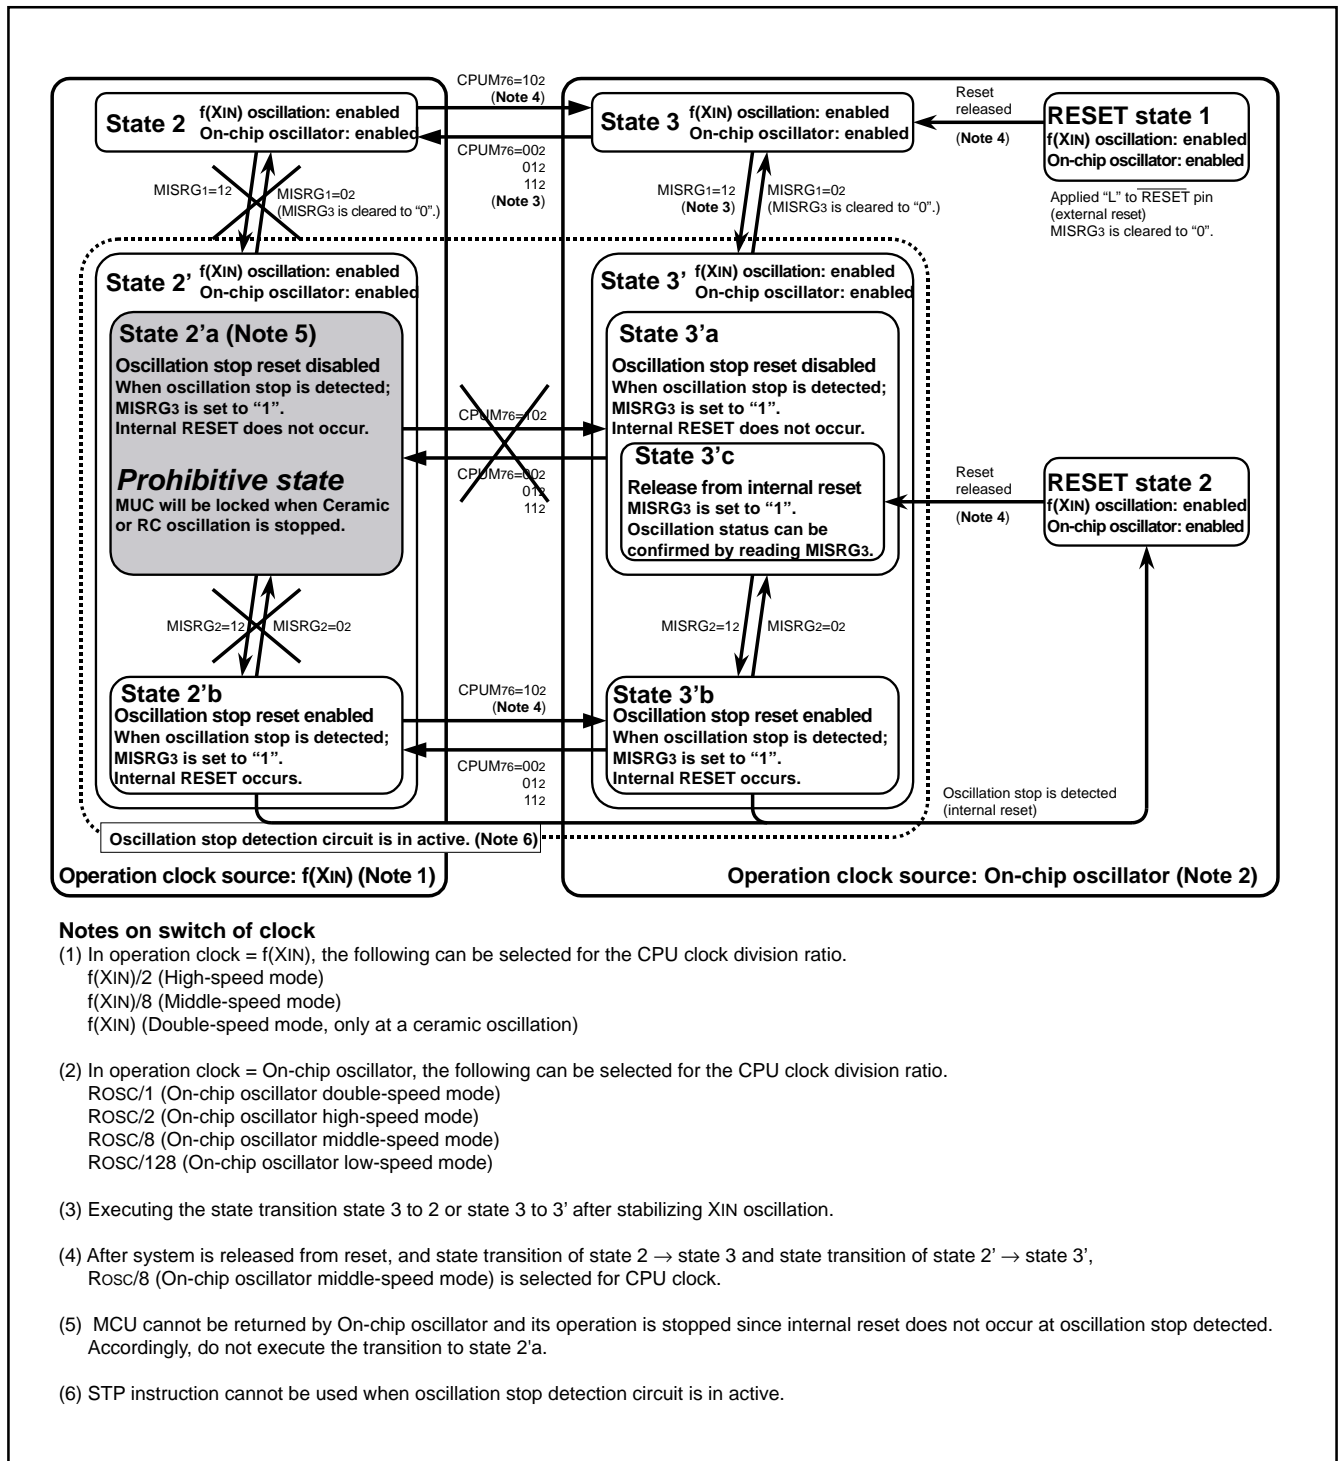 CPUM76=102
(Note 4)
State 2
f(XIN) oscillation: enabled
On-chip oscillator: enabled
State 3
f(XIN) oscillation: enabled
On-chip oscillator: enabled
Reset
released
(Note 4)
RESET state 1
f(XIN) oscillation: enabled
On-chip oscillator: enabled
CPUM76=002
012
112
(Note 3)
MISRG1=12
MISRG1=02
(MISRG3 is cleared to “0”.)
MISRG1=12
(Note 3)
MISRG1=02
(MISRG3 is cleared to “0”.)
Applied “L” to RESET pin
(external reset)
MISRG3 is cleared to “0”.
State 2'
f(XIN) oscillation: enabled
On-chip oscillator: enabled
State 3'
f(XIN) oscillation: enabled
On-chip oscillator: enabled
State 2'a (Note 5)
Oscillation stop reset disabled
When oscillation stop is detected;
MISRG3 is set to “1”.
Internal RESET does not occur.
Prohibitive state
MUC will be locked when Ceramic
or RC oscillation is stopped.
CPUM76=102
CPUM76=002
012
112
State 3'a
Oscillation stop reset disabled
When oscillation stop is detected;
MISRG3 is set to “1”.
Internal RESET does not occur.
State 3'c
Release from internal reset
MISRG3 is set to “1”.
Oscillation status can be
confirmed by reading MISRG3.
Reset
released
(Note 4)
RESET state 2
f(XIN) oscillation: enabled
On-chip oscillator: enabled
MISRG2=12
MISRG2=02
MISRG2=12
MISRG2=02
State 2'b
Oscillation stop reset enabled
When oscillation stop is detected;
MISRG3 is set to “1”.
Internal RESET occurs.
CPUM76=102
(Note 4)
CPUM76=002
012
112
State 3'b
Oscillation stop reset enabled
When oscillation stop is detected;
MISRG3 is set to “1”.
Internal RESET occurs.
Oscillation stop is detected
(internal reset)
Oscillation stop detection circuit is in active. (Note 6)
Operation clock source: f(XIN) (Note 1)
Operation clock source: On-chip oscillator (Note 2)
Notes on switch of clock
(1) In operation clock = f(XIN), the following can be selected for the CPU clock division ratio.
f(XIN)/2 (High-speed mode)
f(XIN)/8 (Middle-speed mode)
f(XIN) (Double-speed mode, only at a ceramic oscillation)
(2) In operation clock = On-chip oscillator, the following can be selected for the CPU clock division ratio.
ROSC/1 (On-chip oscillator double-speed mode)
ROSC/2 (On-chip oscillator high-speed mode)
ROSC/8 (On-chip oscillator middle-speed mode)
ROSC/128 (On-chip oscillator low-speed mode)
(3) Executing the state transition state 3 to 2 or state 3 to 3’ after stabilizing XIN oscillation.
(4) After system is released from reset, and state transition of state 2 → state 3 and state transition of state 2’ → state 3’,
ROSC/8 (On-chip oscillator middle-speed mode) is selected for CPU clock.
(5) MCU cannot be returned by On-chip oscillator and its operation is stopped since internal reset does not occur at oscillation stop detected.
Accordingly, do not execute the transition to state 2'a.
(6) STP instruction cannot be used when oscillation stop detection circuit is in active.